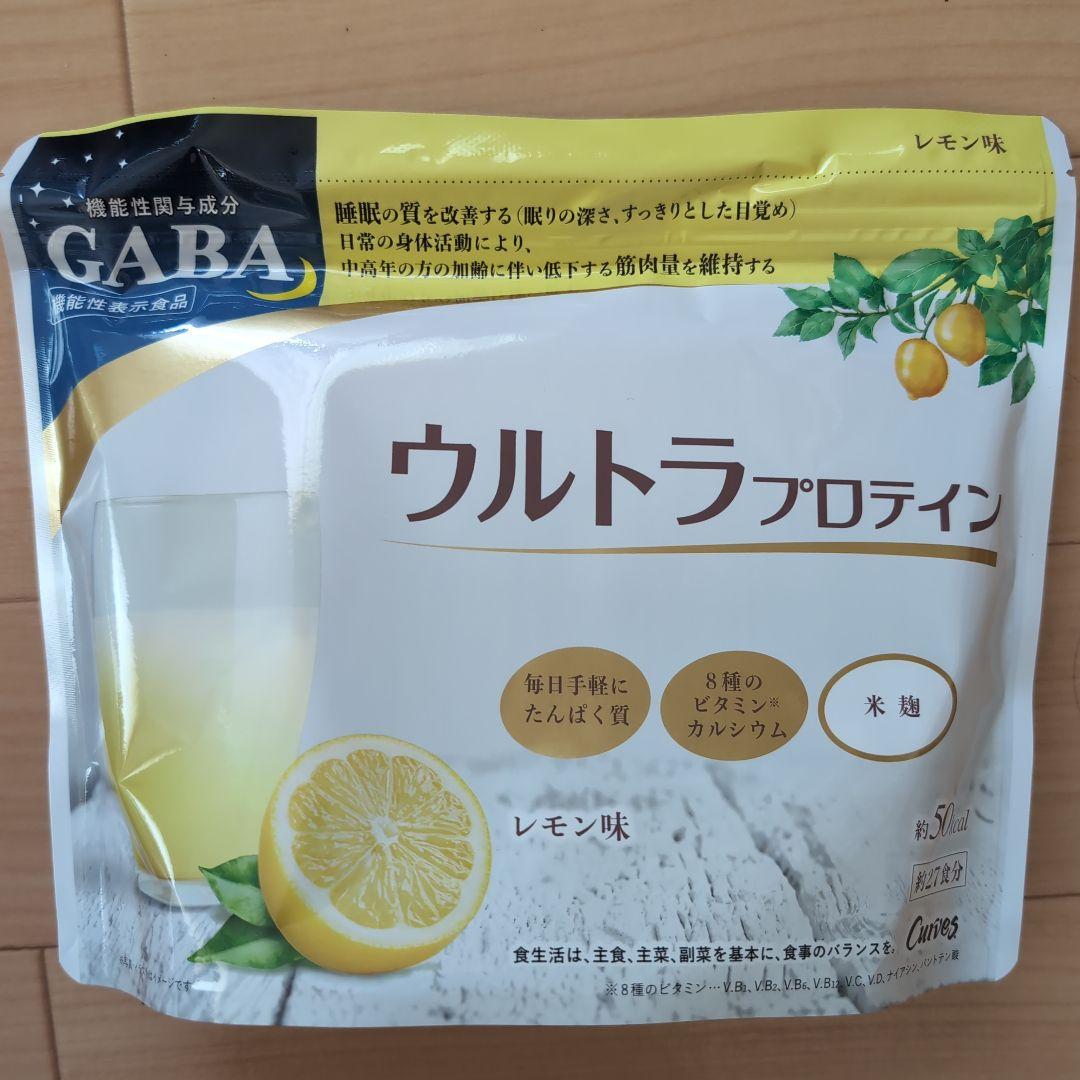 レモン味
機能性関与成分
GABA
機能性表示食品
睡眠の質を改善する(眠りの深さ、すっきりとした目覚め)
日常の身体活動により、
中高年の方の加齢に伴い低下する筋肉量を維持する
ウルトラプロテイン
毎日手軽に
たんぱく質
8種の
ビタミン※
カルシウム
米麹
レモン味
約50kcal
約27食分
Curves
食生活は、主食、主菜、副菜を基本に、食事のバランスを。
※8種のビタミン…V.B1、V.B2、V.B6、V.B12、V.C、V.D、ナイアシン、パントテン酸
イメージです